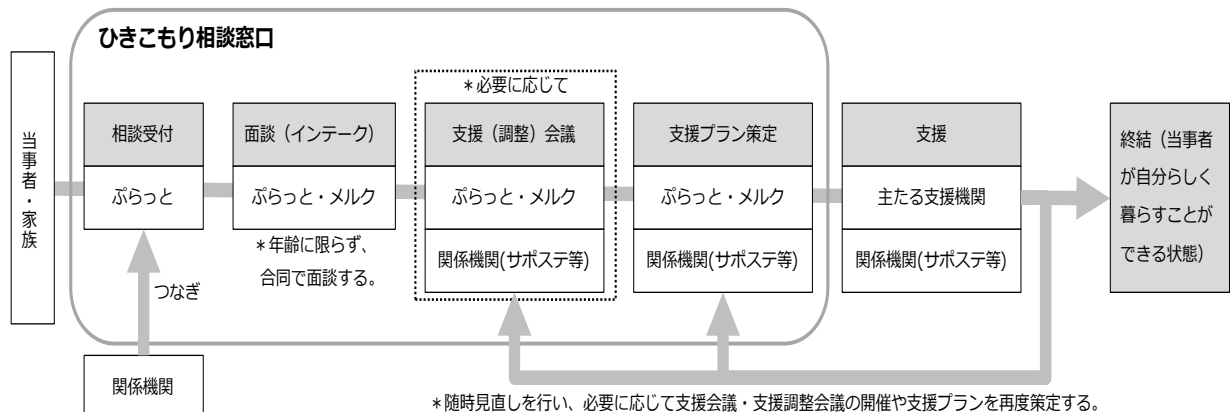 ひきこもり相談窓口
当事者・家族
相談受付
ぷらっと
つなぎ
関係機関
面談（インテーク）
ぷらっと・メルク
＊年齢に限らず、
合同で面談する。
＊必要に応じて
支援（調整）会議
ぷらっと・メルク
関係機関(サポステ等)
支援プラン策定
ぷらっと・メルク
関係機関(サポステ等)
支援
主たる支援機関
関係機関(サポステ等)
終結（当事者
が自分らしく
暮らすことが
できる状態）
＊随時見直しを行い、必要に応じて支援会議・支援調整会議の開催や支援プランを再度策定する。